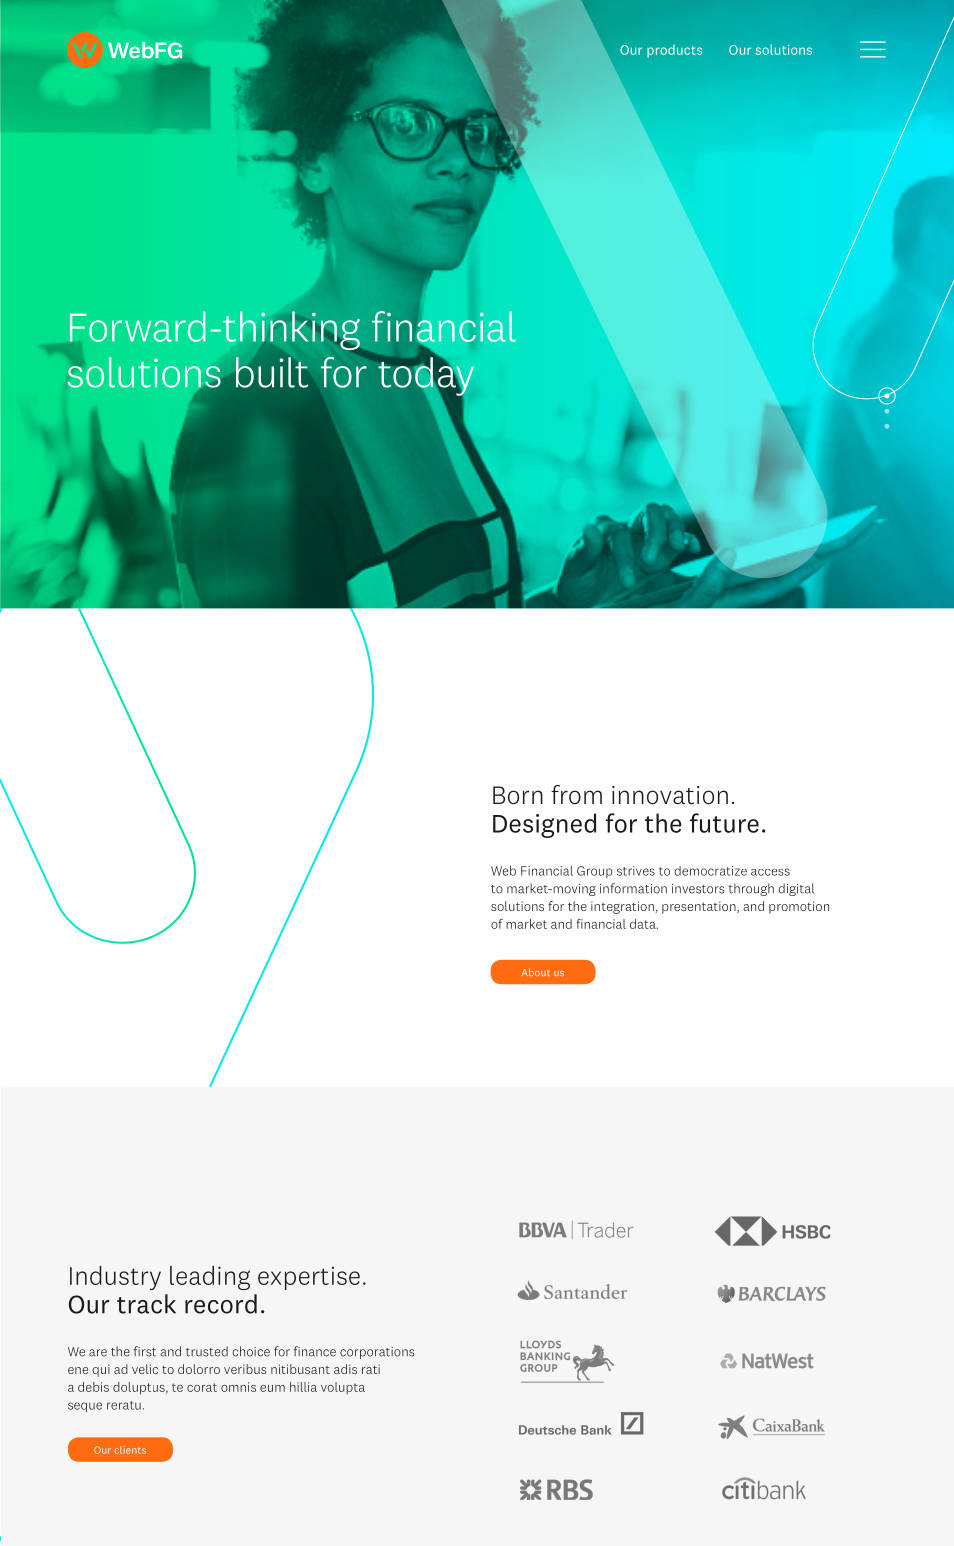 WebFG
Our products
Our solutions
Forward-thinking financial
solutions built for today
Born from innovation.
Designed for the future.
Web Financial Group strives to democratize access
to market-moving information investors through digital
solutions for the integration, presentation, and promotion
of market and financial data.
About us
Industry leading expertise.
Our track record.
We are the first and trusted choice for finance corporations
ene qui ad velic to dolorro veribus nitibusant adis rati
a debis doluptus, te corat omnis eum hillia volupta
seque reratu.
Our clients
BBVA | Trader
HSBC
Santander
BARCLAYS
LLOYDS
BANKING
GROUP
NatWest
Deutsche Bank
CaixaBank
RBS
citibank